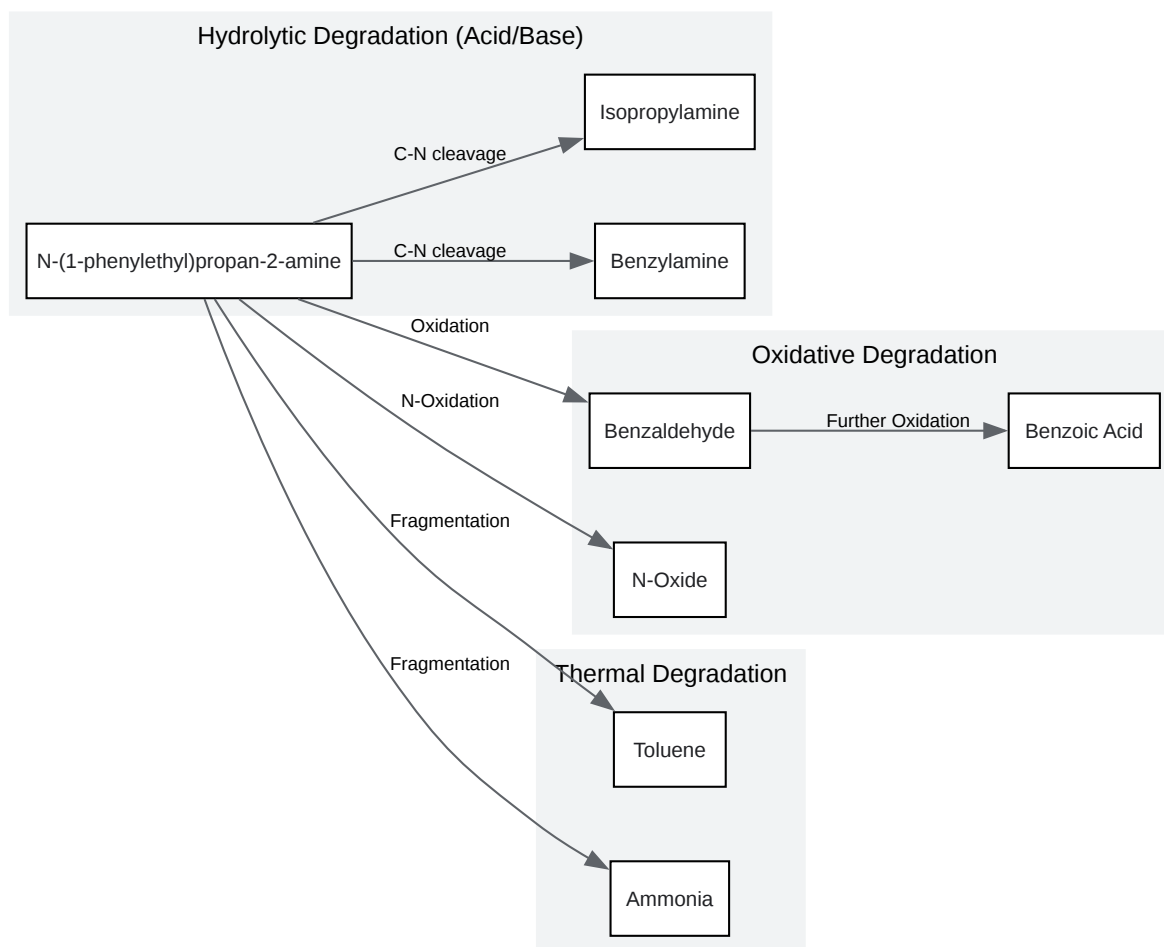 Hydrolytic Degradation (Acid/Base)
Isopropylamine
C-N cleavage
N-(1-phenylethyl)propan-2-amine
C-N cleavage
Benzylamine
Oxidation
Oxidative Degradation
N-Oxidation
Benzaldehyde
Further Oxidation
Benzoic Acid
Fragmentation
N-Oxide
Fragmentation
Thermal Degradation
Toluene
Ammonia